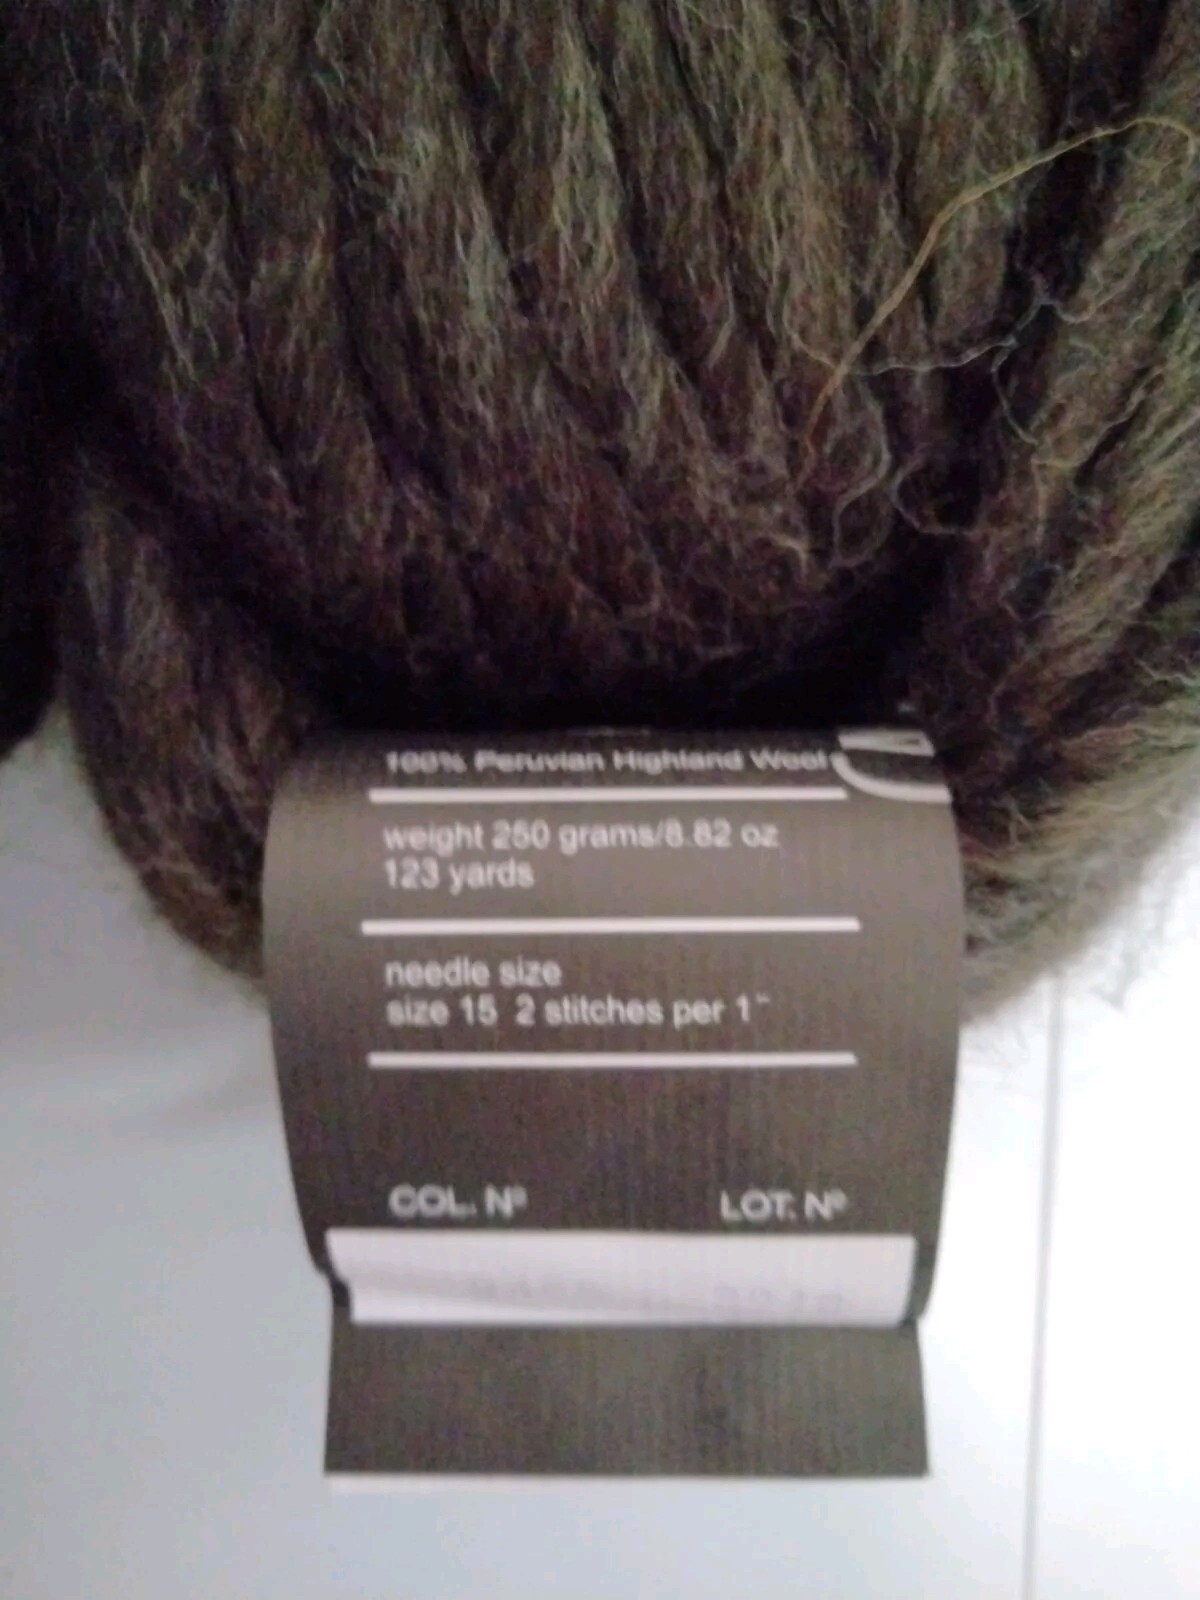 100% Peruvian Highland Wool
weight 250 grams/8.82 oz
123 yards
needle size
size 15 2 stitches per 1"
COL. Nº LOT. Nº